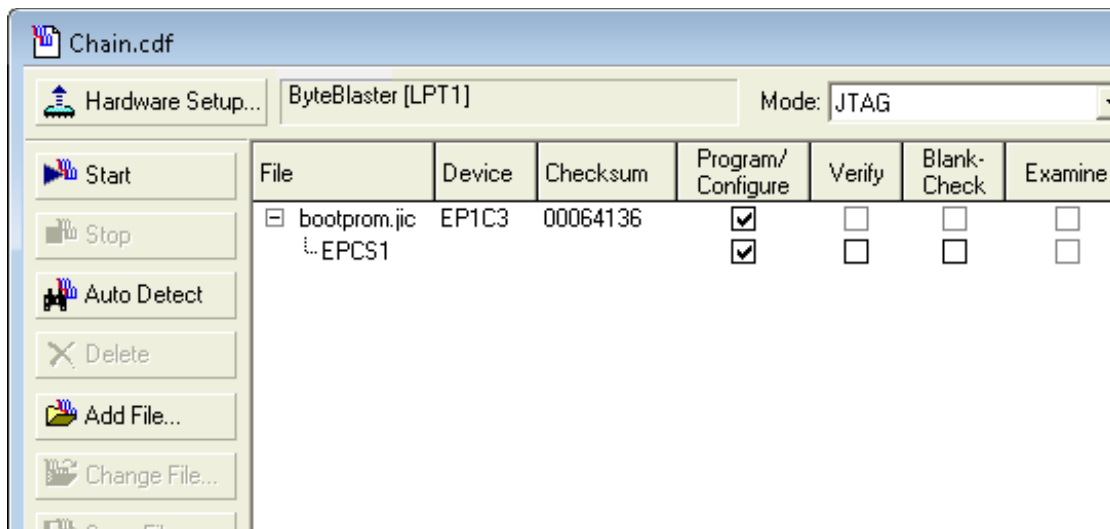 Chain.cdf
Hardware Setup... ByteBlaster [LPT1] Mode: JTAG
Start
Stop
Auto Detect
Delete
Add File...
Change File...
File Device Checksum Program/ Configure Verify Blank- Check Examine
bootprom.jic EP1C3 00064136
EPCS1